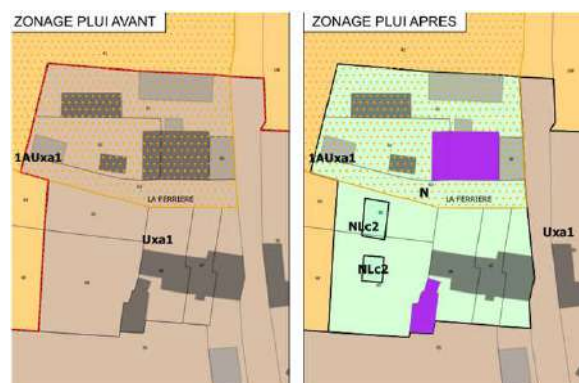 ZONAGE PLUI AVANT
1AUxa1
LA FERRIERE
Uxa1
ZONAGE PLUI APRES
1AUxa1
LA FERRIERE
N
NLc2
Uxa1
NLc2